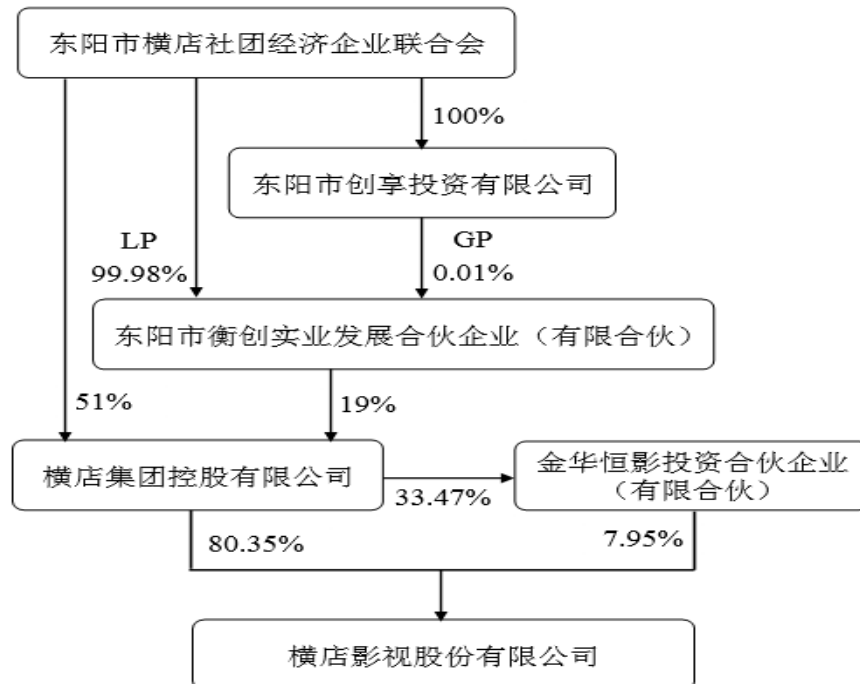 东阳市横店社团经济企业联合会
100%
东阳市创享投资有限公司
LP
99.98%
GP
0.01%
东阳市衡创实业发展合伙企业（有限合伙）
51%
19%
横店集团控股有限公司
33.47%
金华恒影投资合伙企业
（有限合伙）
80.35%
7.95%
横店影视股份有限公司